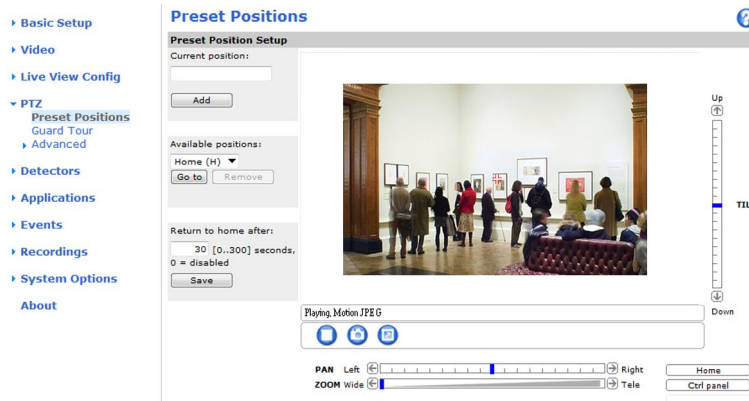 Basic Setup
Video
Live View Config
PTZ
Preset Positions
Guard Tour
Advanced
Detectors
Applications
Events
Recordings
System Options
About
Preset Positions
Preset Position Setup
Current position:
Add
Available positions:
Home (H)
Go to Remove
Return to home after:
30 [0..300] seconds,
0 = disabled
Save
Playing, Motion JPEG
Up
TIL
Down
PAN Left Right
ZOOM Wide Tele
Home
Ctrl panel